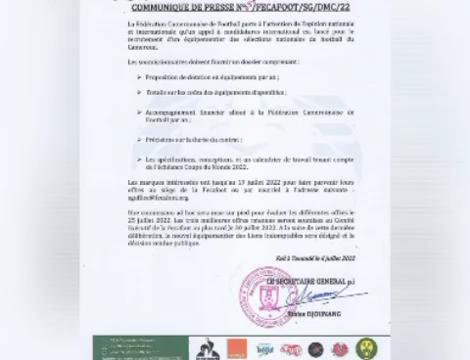 COMMUNIQUE DE PRESSE N° /FECAFOOT/SG/DMC/22
La Fédération Camerounaise de Football porte à l'attention de l'opinion nationale
et internationale qu'un appel à candidatures international est lancé pour le
recrutement d'un équipementier des sélections nationales de football du
Cameroun.
Les soumissionnaires doivent fournir un dossier comprenant :
➢ Proposition de dotation en équipements par an ;
➢ Détails sur les coûts des équipements ;
➢ Accompagnement financier alloué à la Fédération Camerounaise de
Football par an ;
➢ Précisions sur la durée du contrat ;
➢ Les spécifications, conceptions, et un calendrier de travail tenant compte
de l'échéance Coupe du Monde 2022.
Les marques intéressées ont jusqu'au 17 juillet 2022 pour faire parvenir leurs
offres au siège de la Fecafoot ou par courriel à l'adresse suivante :
Une commission ad hoc sera mise sur pied pour évaluer les différentes offres le
25 juillet 2022. Les trois meilleures offres retenues seront soumises au Comité
Exécutif de la Fecafoot au plus tard le 30 juillet 2022. A la suite de cette dernière
délibération, le nouvel équipementier des Lions Indomptables sera désigné et la
décision rendue publique.
Fait à Yaoundé le 4 juillet 2022
LE SECRETAIRE GENERAL p.i
DJOUNANG
orange